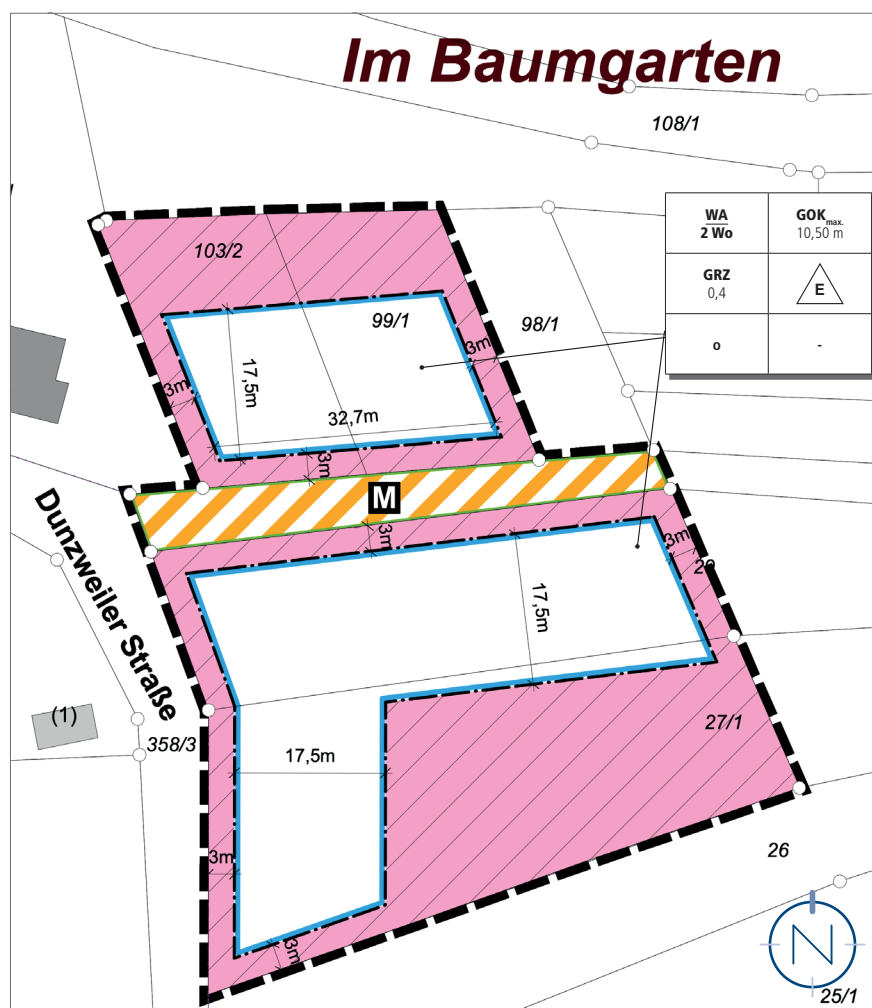 Im Baumgarten
108/1
WA
2 Wo
GOK max.
10,50 m
GRZ
0,4
E
o
-
103/2
99/1
98/1
3m
17,5m
3m
32,7m
3m
M
3m
3m
17,5m
Dunzweiler Straße
(1)
358/3
27/1
17,5m
3m
3m
26
N
25/1